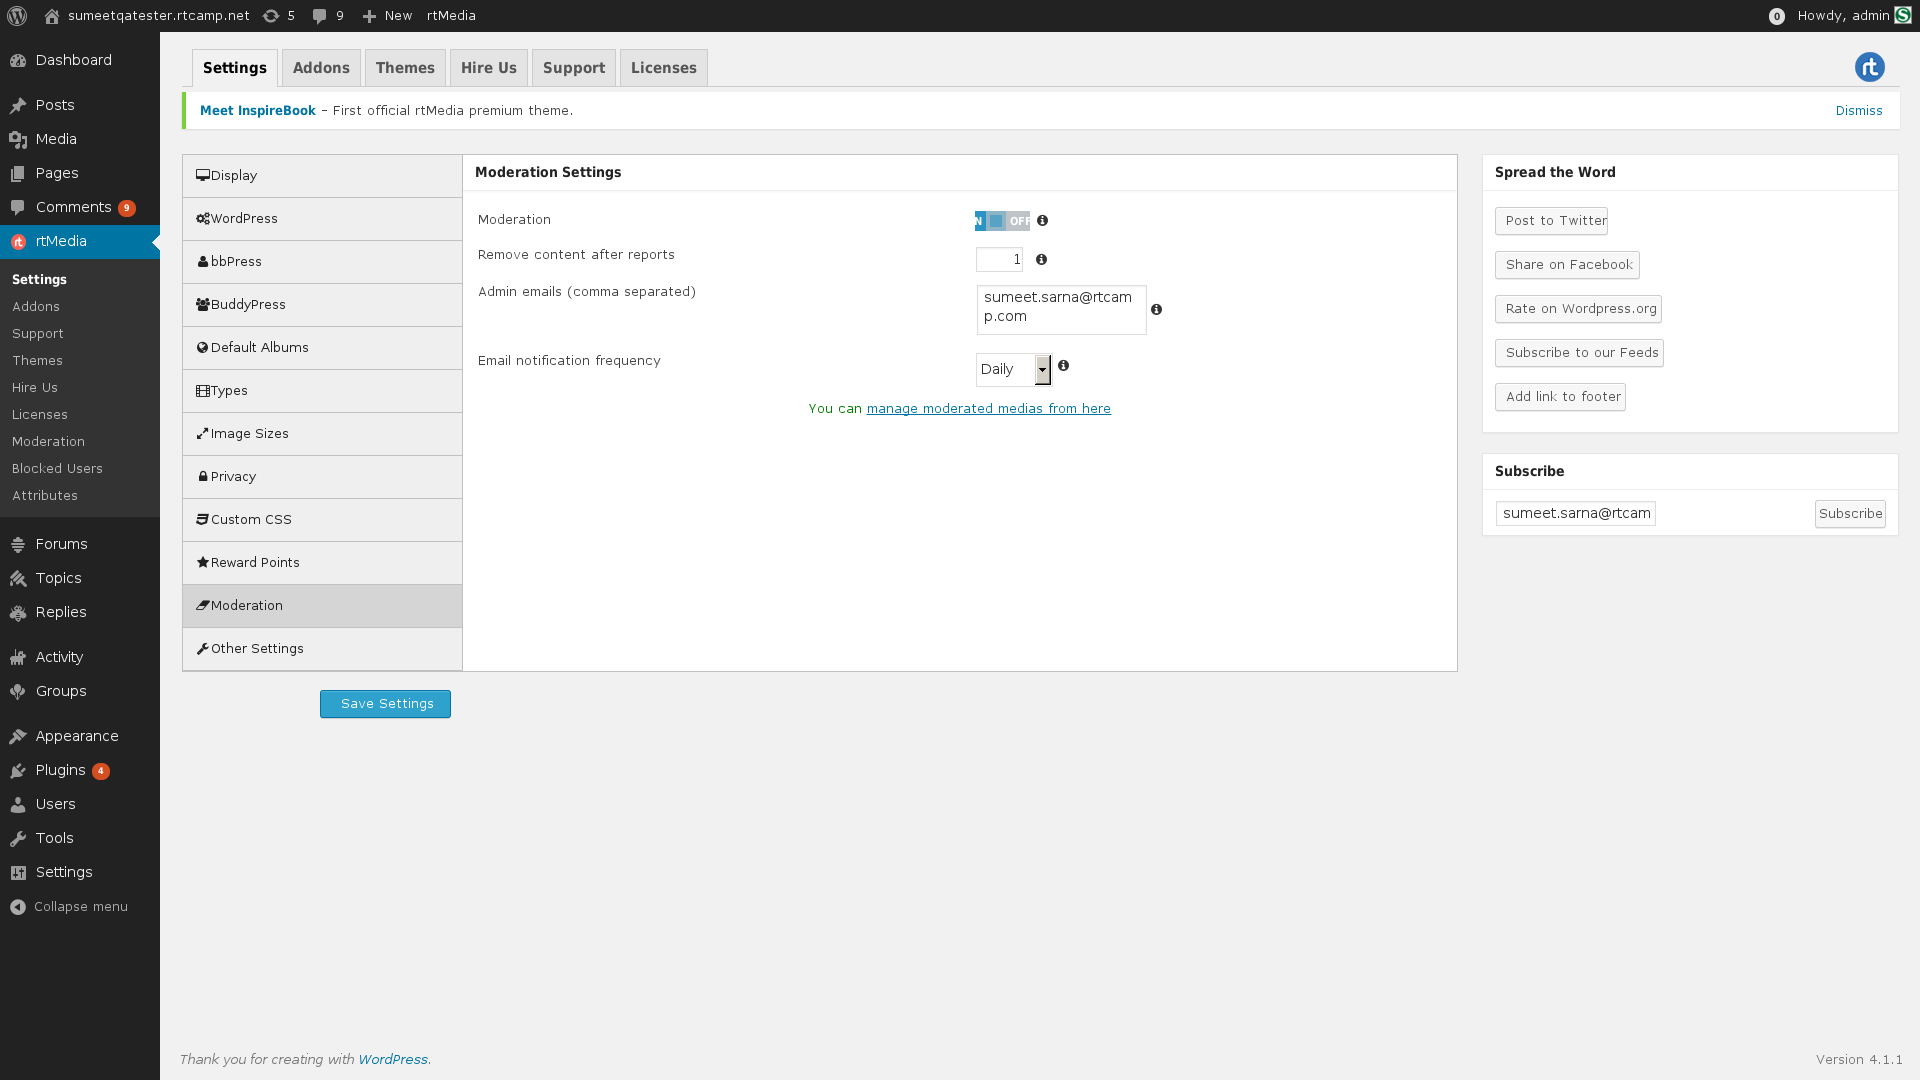 sumeetqatester.rtcamp.net 5 9 New rtMedia 0 Howdy, admin
Dashboard
Posts
Media
Pages
Comments 9
rtMedia
Settings
Addons
Support
Themes
Hire Us
Licenses
Moderation
Blocked Users
Attributes
Forums
Topics
Replies
Activity
Groups
Appearance
Plugins 4
Users
Tools
Settings
Collapse menu
Settings Addons Themes Hire Us Support Licenses
rt
Meet InspireBook – First official rtMedia premium theme. Dismiss
Display
WordPress
bbPress
BuddyPress
Default Albums
Types
Image Sizes
Privacy
Custom CSS
Reward Points
Moderation
Other Settings
Save Settings
Moderation Settings
Moderation N OFF
Remove content after reports 1
Admin emails (comma separated) sumeet.sarna@rtcam
p.com
Email notification frequency Daily
You can manage moderated medias from here
Spread the Word
Post to Twitter
Share on Facebook
Rate on Wordpress.org
Subscribe to our Feeds
Add link to footer
Subscribe
sumeet.sarna@rtcam Subscribe
Thank you for creating with WordPress. Version 4.1.1